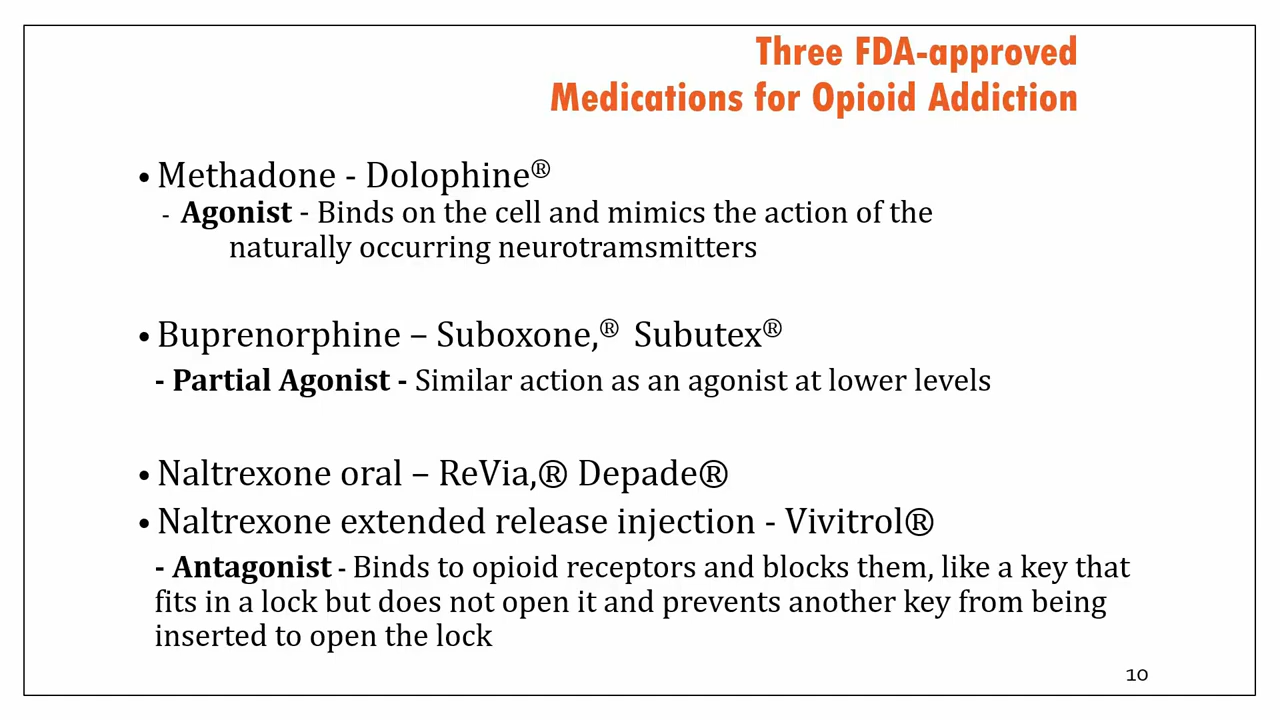 Three FDA-approved
Medications for Opioid Addiction
• Methadone - Dolophine®
- Agonist - Binds on the cell and mimics the action of the
naturally occurring neurotramsmitters
• Buprenorphine – Suboxone,® Subutex®
- Partial Agonist - Similar action as an agonist at lower levels
• Naltrexone oral – ReVia,® Depade®
• Naltrexone extended release injection - Vivitrol®
- Antagonist - Binds to opioid receptors and blocks them, like a key that
fits in a lock but does not open it and prevents another key from being
inserted to open the lock
10